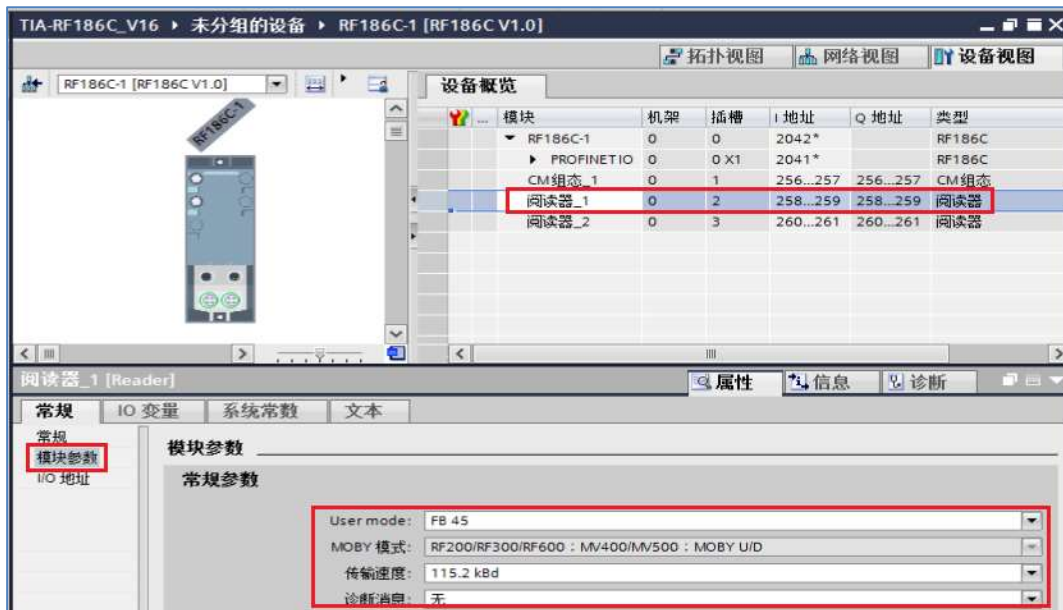 TIA-RF186C_V16 ▸ 未分组的设备 ▸ RF186C-1 [RF186C V1.0]
拓扑视图 网络视图 设备视图
RF186C-1 [RF186C V1.0] 设备概览
RF186C-1
... 模块 机架 插槽 I 地址 Q 地址 类型
RF186C-1 0 0 2042* RF186C
PROFINET IO 0 0 X1 2041* RF186C
CM组态_1 0 1 256...257 256...257 CM组态
阅读器_1 0 2 258...259 258...259 阅读器
阅读器_2 0 3 260...261 260...261 阅读器
阅读器_1 [Reader] 属性 信息 诊断
常规 IO 变量 系统常数 文本
常规
模块参数
I/O 地址
模块参数
常规参数
User mode: FB 45
MOBY 模式: RF200/RF300/RF600 ; MV400/MV500 ; MOBY U/D
传输速度: 115.2 kBd
诊断消息: 无